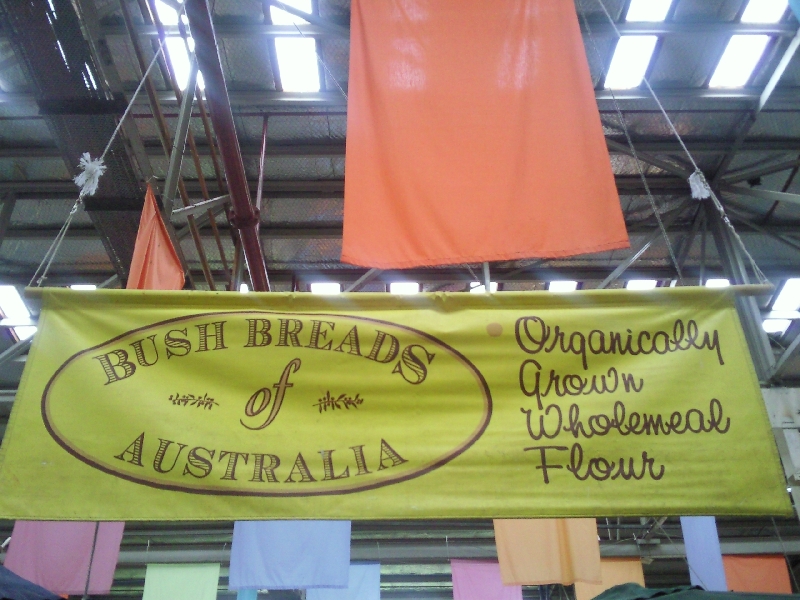 BUSH BREADS
of
AUSTRALIA
Organically
Grown
Wholemeal
Flour